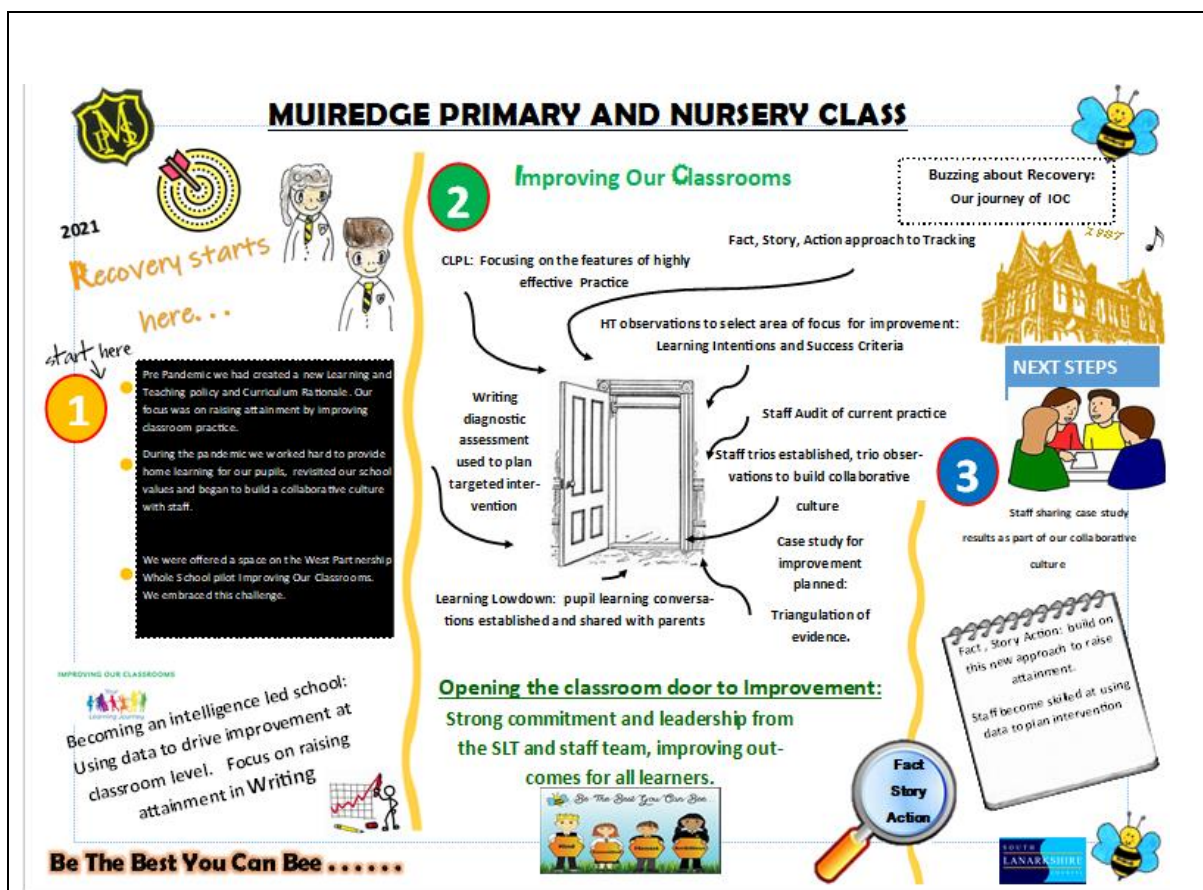 MUIREDGE PRIMARY AND NURSERY CLASS
2021
Recovery starts
here...
start here
1
Pre Pandemic we had created a new Learning and
Teaching policy and Curriculum Rationale. Our
focus was on raising attainment by improving
classroom practice.
During the pandemic we worked hard to provide
home learning for our pupils, revisited our school
values and began to build a collaborative culture
with staff.
We were offered a space on the West Partnership
Whole School pilot Improving Our Classrooms.
We embraced this challenge.
IMPROVING OUR CLASSROOMS
Your
Learning Journey
Becoming an intelligence led school:
Using data to drive improvement at
classroom level. Focus on raising
attainment in Writing
Be The Best You Can Bee ......
2
Improving Our Classrooms
CLPL: Focusing on the features of highly
effective Practice
Fact, Story, Action approach to Tracking
HT observations to select area of focus for improvement:
Learning Intentions and Success Criteria
Writing
diagnostic
assessment
used to plan
targeted inter-
vention
Staff Audit of current practice
Staff trios established, trio obser-
vations to build collaborative
culture
Case study for
improvement
planned:
Triangulation of
evidence.
Learning Lowdown: pupil learning conversa-
tions established and shared with parents
Opening the classroom door to Improvement:
Strong commitment and leadership from
the SLT and staff team, improving out-
comes for all learners.
Be The Best You Can Bee
Buzzing about Recovery:
Our journey of IOC
NEXT STEPS
3
Staff sharing case study
results as part of our collaborative
culture
Fact, Story Action: build on
this new approach to raise
attainment.
Staff become skilled at using
data to plan intervention
Fact
Story
Action
SOUTH
LANARKSHIRE
COUNCIL